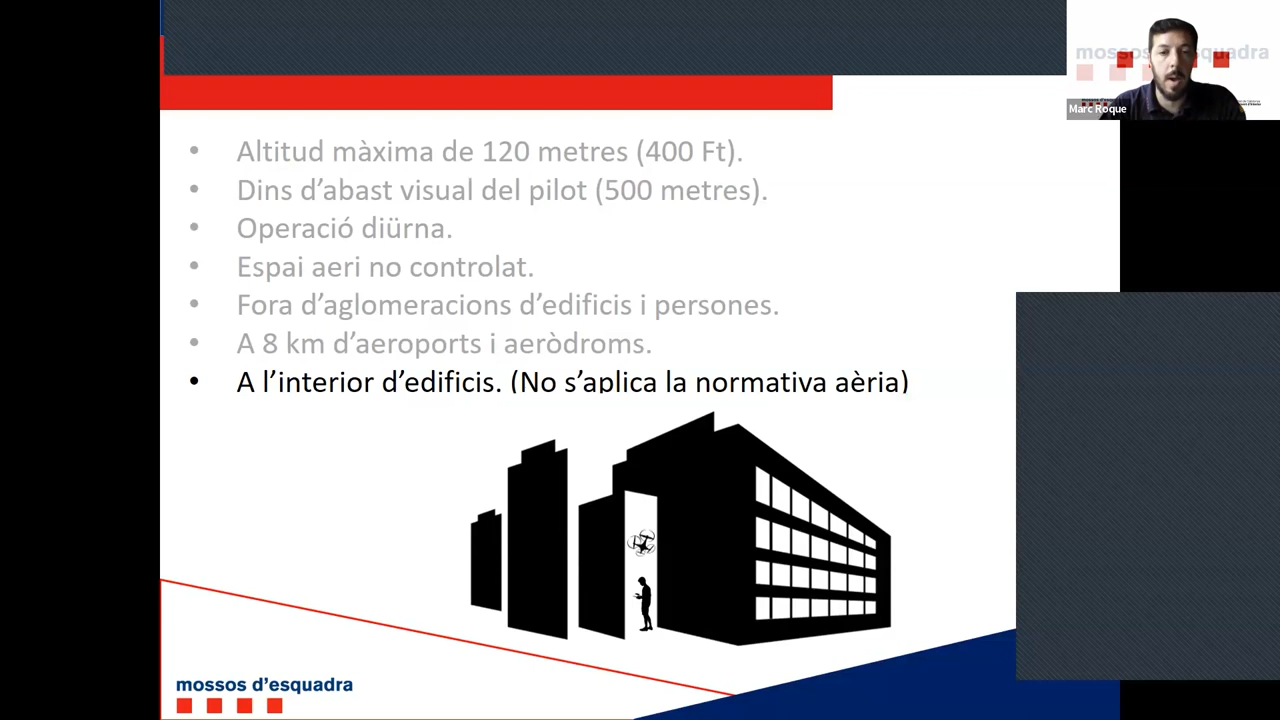 mossos d'esquadra
Marc Roque
• Altitud màxima de 120 metres (400 Ft).
• Dins d’abast visual del pilot (500 metres).
• Operació diürna.
• Espai aeri no controlat.
• Fora d’aglomeracions d’edificis i persones.
• A 8 km d’aeroports i aeròdroms.
• A l’interior d’edificis. (No s’aplica la normativa aèria)
mossos d’esquadra